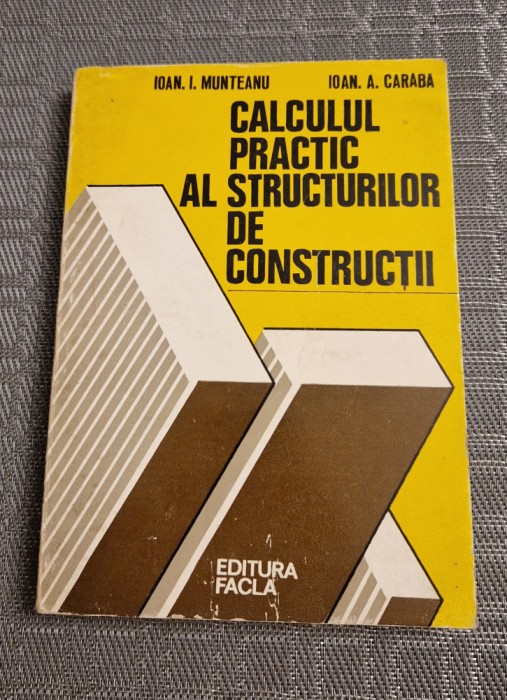 IOAN. I. MUNTEANU IOAN. A. CARABA
CALCULUL
PRACTIC
AL STRUCTURILOR
DE
CONSTRUCȚII
EDITURA
FACLA